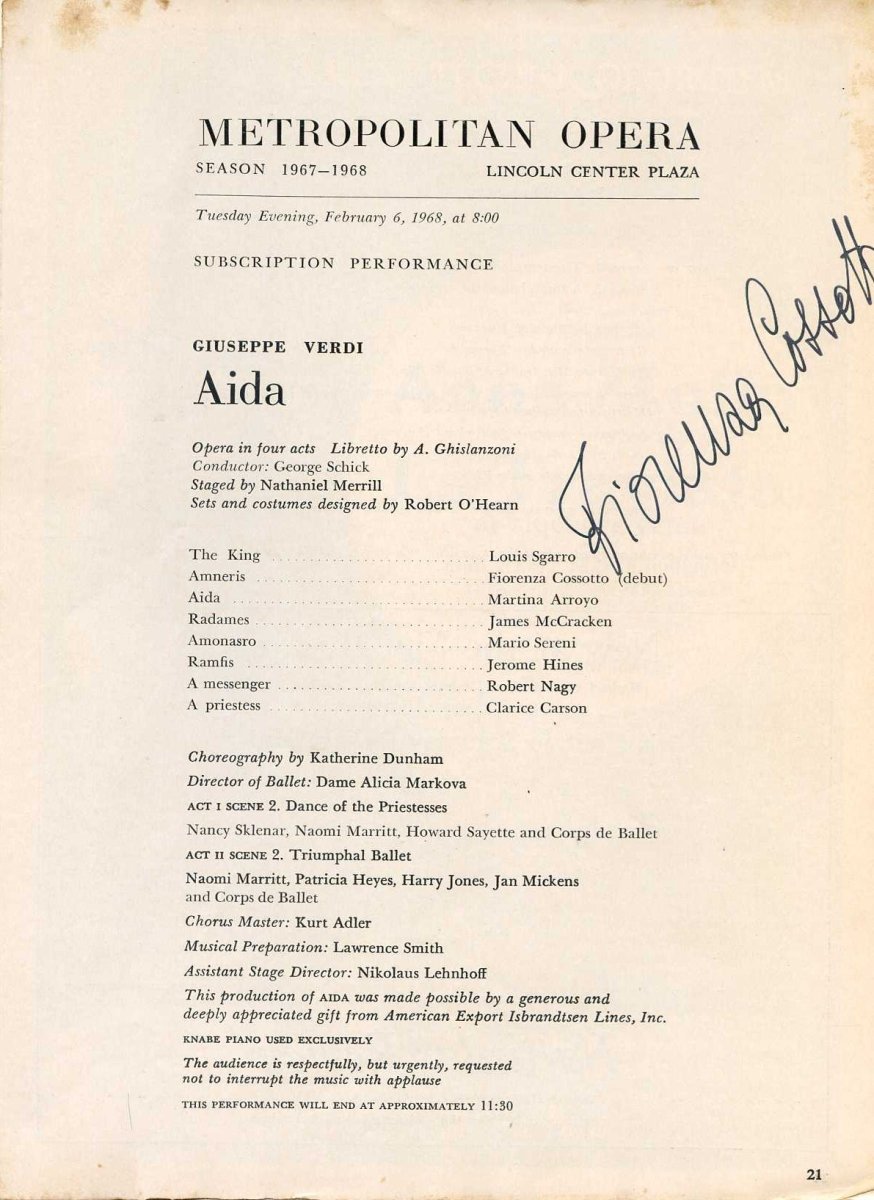 METROPOLITAN OPERA
SEASON 1967–1968 LINCOLN CENTER PLAZA
Tuesday Evening, February 6, 1968, at 8:00
SUBSCRIPTION PERFORMANCE
GIUSEPPE VERDI
Aida
Fiorenza Cossott
Opera in four acts Libretto by A. Ghislanzoni
Conductor: George Schick
Staged by Nathaniel Merrill
Sets and costumes designed by Robert O'Hearn
The King ........................ Louis Sgarro
Amneris ........................ Fiorenza Cossotto (debut)
Aida ........................ Martina Arroyo
Radames ........................ James McCracken
Amonasro ........................ Mario Sereni
Ramfis ........................ Jerome Hines
A messenger ........................ Robert Nagy
A priestess ........................ Clarice Carson
Choreography by Katherine Dunham
Director of Ballet: Dame Alicia Markova
ACT I SCENE 2. Dance of the Priestesses
Nancy Sklenar, Naomi Marritt, Howard Sayette and Corps de Ballet
ACT II SCENE 2. Triumphal Ballet
Naomi Marritt, Patricia Heyes, Harry Jones, Jan Mickens
and Corps de Ballet
Chorus Master: Kurt Adler
Musical Preparation: Lawrence Smith
Assistant Stage Director: Nikolaus Lehnhoff
This production of AIDA was made possible by a generous and
deeply appreciated gift from American Export Isbrandtsen Lines, Inc.
KNABE PIANO USED EXCLUSIVELY
The audience is respectfully, but urgently, requested
not to interrupt the music with applause
THIS PERFORMANCE WILL END AT APPROXIMATELY 11:30
21